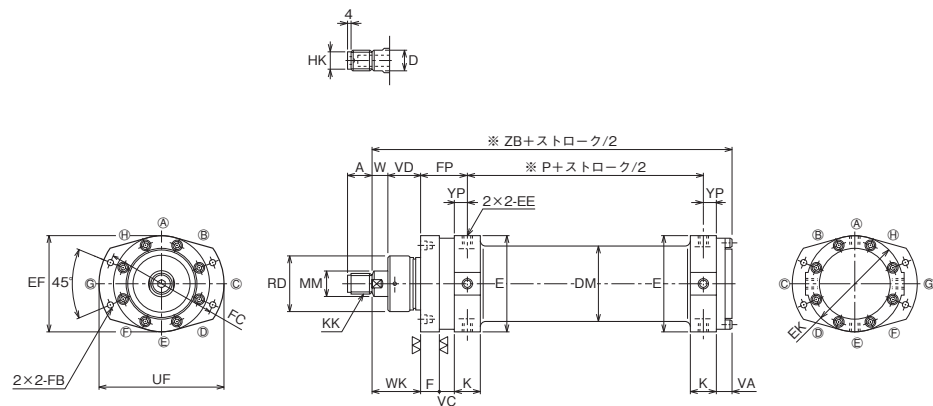 4
HK
D
※ ZB+ストローク/2
A
W
VD
FP
※ P+ストローク/2
YP
YP
2×2-EE
Ⓐ
Ⓗ
Ⓑ
EF
45°
Ⓖ
Ⓒ
RD
MM
E
DM
E
KK
FC
Ⓕ
Ⓓ
Ⓔ
2×2-FB
UF
WK
F
VC
K
K
VA
Ⓐ
Ⓑ
Ⓗ
Ⓒ
Ⓖ
EK
Ⓓ
Ⓕ
Ⓔ